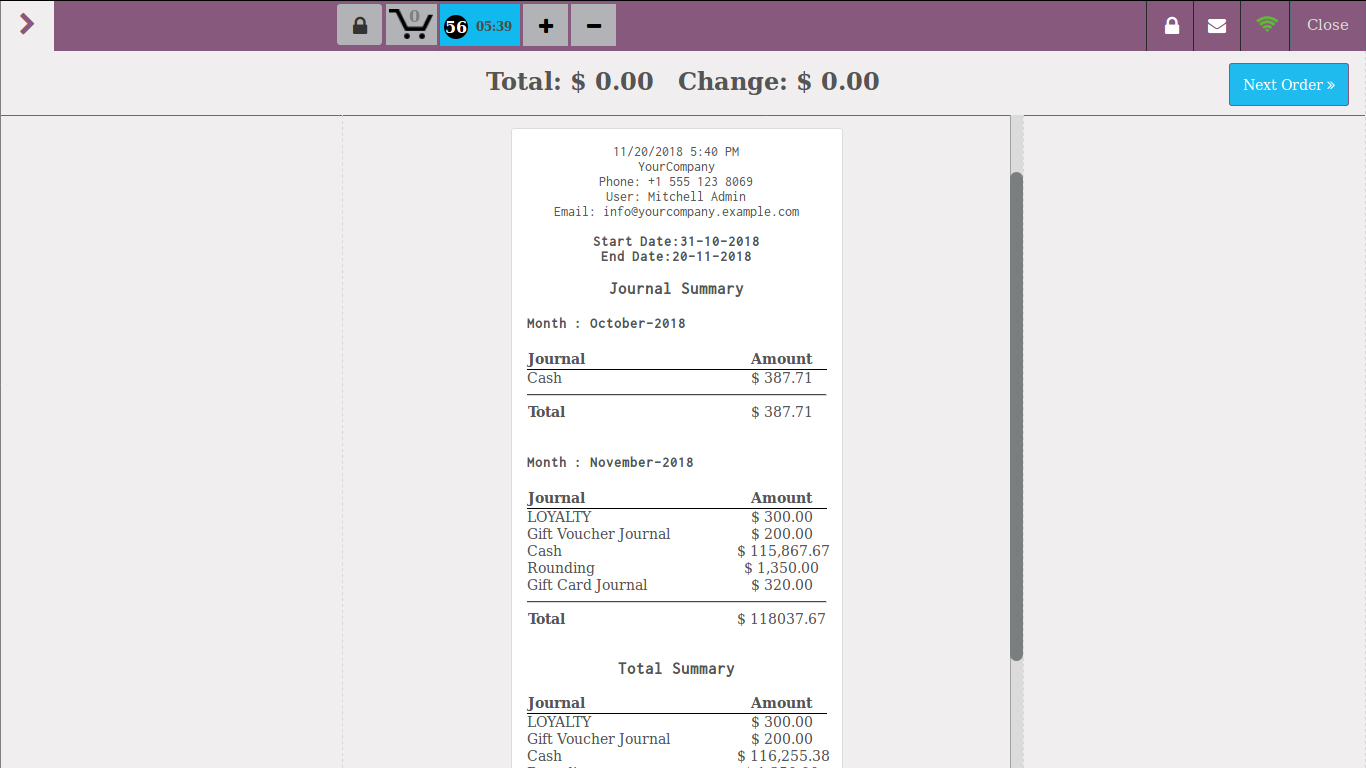 0
56 05:39
+
-
Close
Total: $ 0.00 Change: $ 0.00
Next Order »
11/20/2018 5:40 PM
YourCompany
Phone: +1 555 123 8069
User: Mitchell Admin
Email: info@yourcompany.example.com
Start Date:31-10-2018
End Date:20-11-2018
Journal Summary
Month : October-2018
Journal Amount
Cash $ 387.71
Total $ 387.71
Month : November-2018
Journal Amount
LOYALTY $ 300.00
Gift Voucher Journal $ 200.00
Cash $ 115,867.67
Rounding $ 1,350.00
Gift Card Journal $ 320.00
Total $ 118037.67
Total Summary
Journal Amount
LOYALTY $ 300.00
Gift Voucher Journal $ 200.00
Cash $ 116,255.38